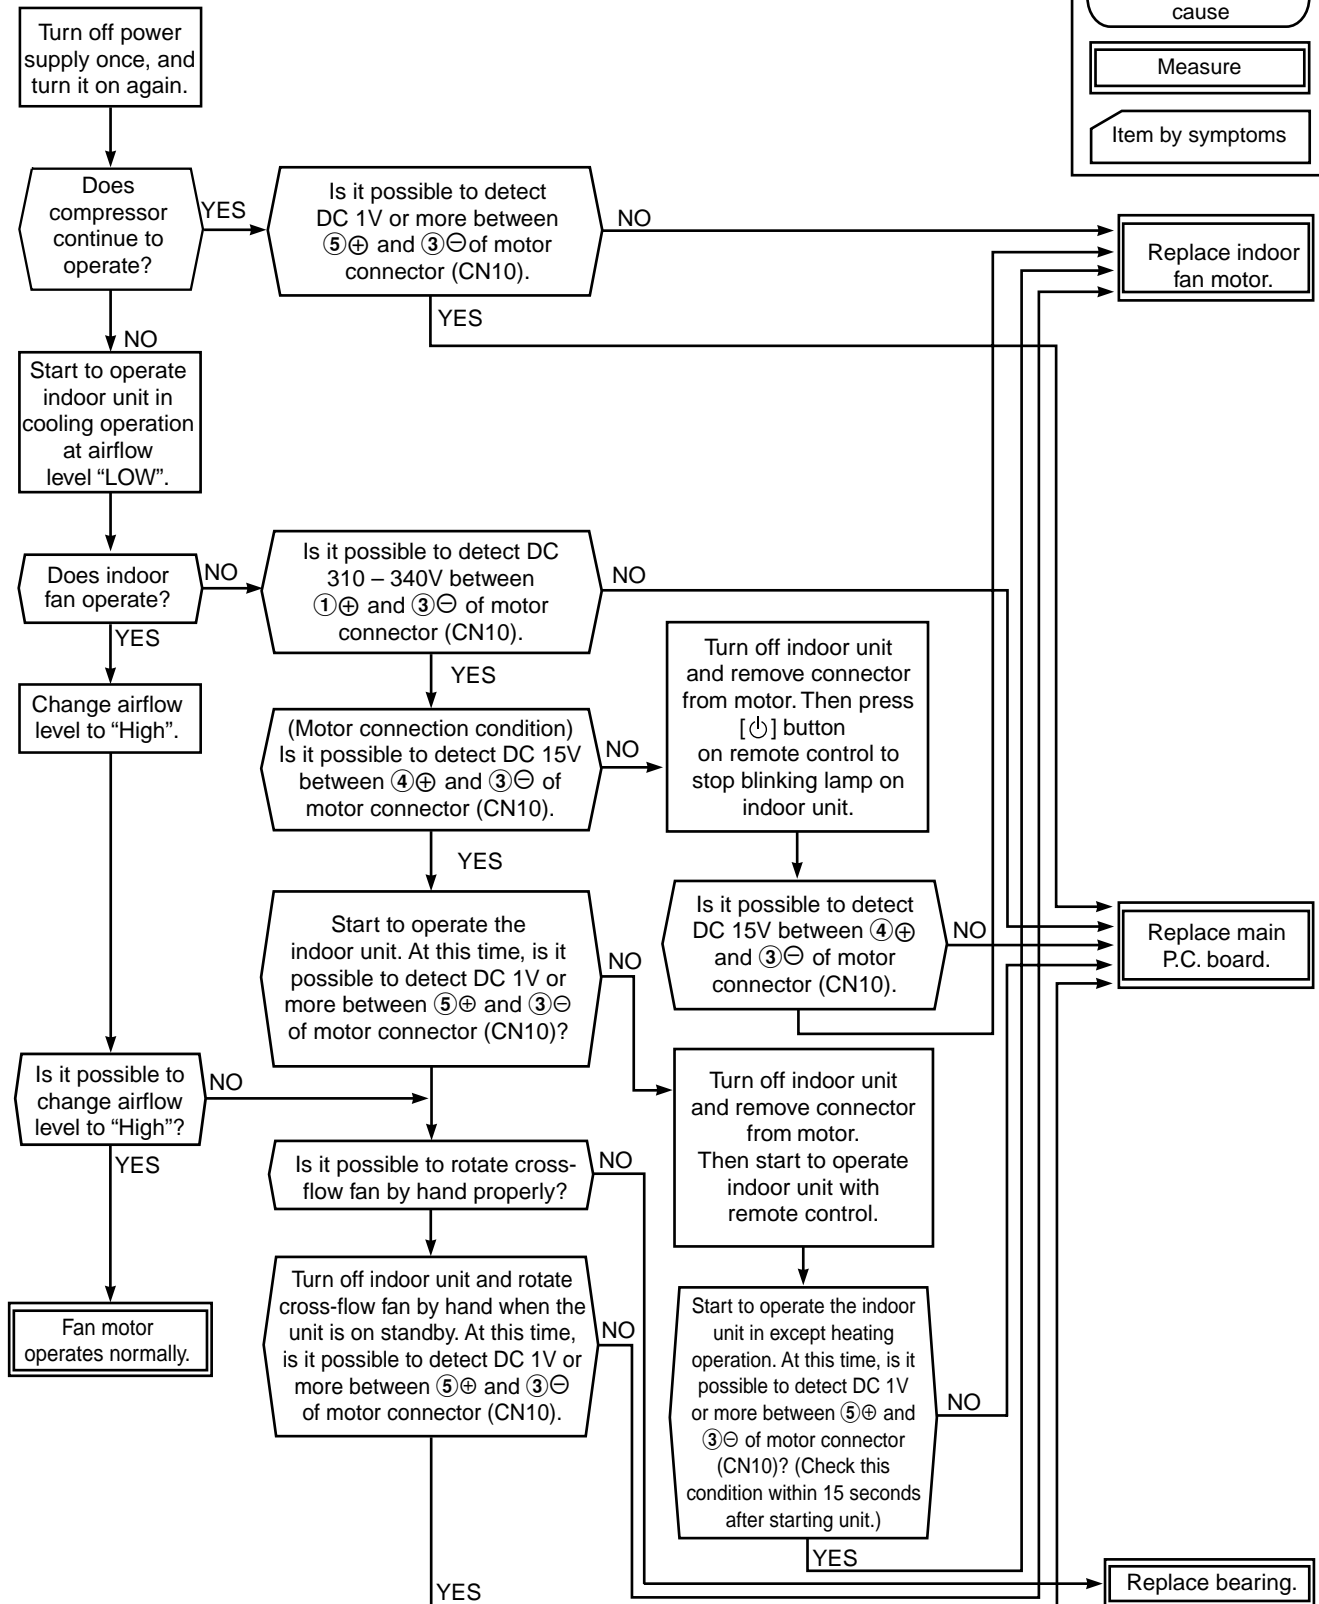 cause
Measure
Item by symptoms
Turn off power
supply once, and
turn it on again.
Does
compressor
continue to
operate?
YES
Is it possible to detect
DC 1V or more between
⑤⊕ and ③⊖ of motor
connector (CN10).
NO
Replace indoor
fan motor.
YES
NO
Start to operate
indoor unit in
cooling operation
at airflow
level “LOW”.
Does indoor
fan operate?
NO
Is it possible to detect DC
310 – 340V between
①⊕ and ③⊖ of motor
connector (CN10).
NO
YES
YES
Change airflow
level to “High”.
(Motor connection condition)
Is it possible to detect DC 15V
between ④⊕ and ③⊖ of
motor connector (CN10).
NO
Turn off indoor unit
and remove connector
from motor. Then press
[⏻] button
on remote control to
stop blinking lamp on
indoor unit.
YES
Start to operate the
indoor unit. At this time, is it
possible to detect DC 1V or
more between ⑤⊕ and ③⊖
of motor connector (CN10)?
NO
Is it possible to detect
DC 15V between ④⊕
and ③⊖ of motor
connector (CN10).
NO
Replace main
P.C. board.
Is it possible to
change airflow
level to “High”?
NO
YES
Turn off indoor unit
and remove connector
from motor.
Then start to operate
indoor unit with
remote control.
Is it possible to rotate cross-
flow fan by hand properly?
NO
Turn off indoor unit and rotate
cross-flow fan by hand when the
unit is on standby. At this time,
is it possible to detect DC 1V or
more between ⑤⊕ and ③⊖
of motor connector (CN10).
NO
Fan motor
operates normally.
Start to operate the indoor
unit in except heating
operation. At this time, is it
possible to detect DC 1V
or more between ⑤⊕ and
③⊖ of motor connector
(CN10)? (Check this
condition within 15 seconds
after starting unit.)
NO
YES
YES
Replace bearing.